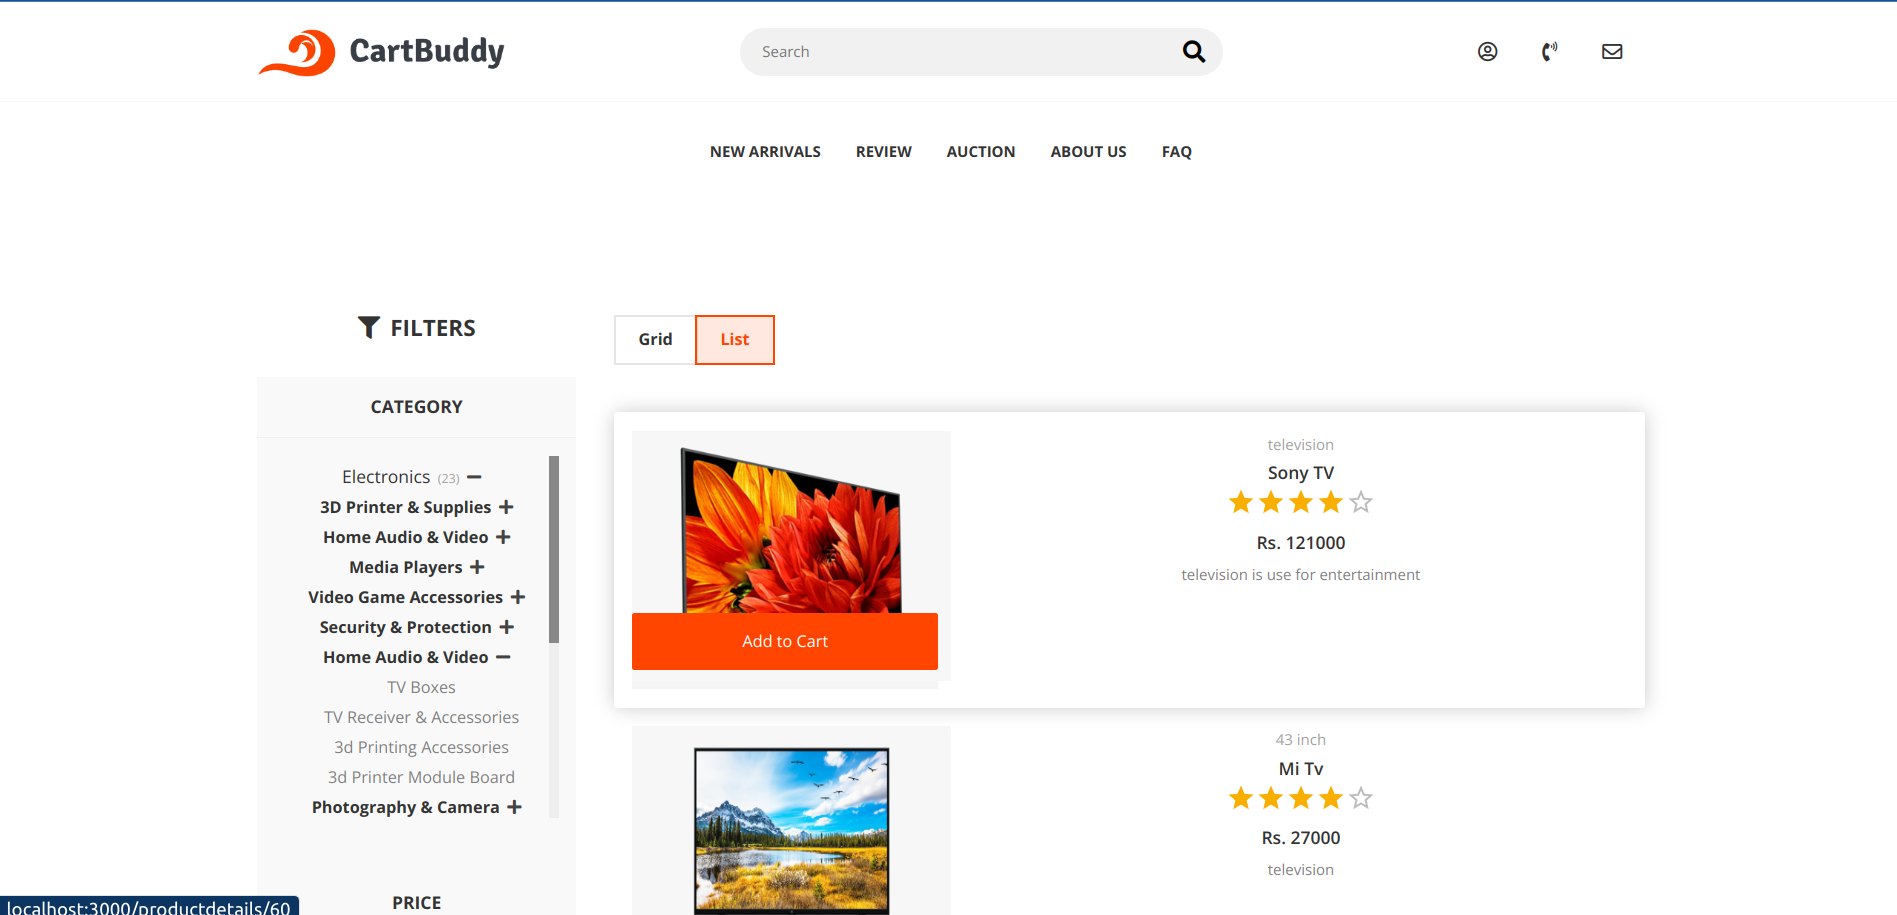 CartBuddy
Search
NEW ARRIVALS REVIEW AUCTION ABOUT US FAQ
FILTERS
CATEGORY
Electronics (23)
3D Printer & Supplies
Home Audio & Video
Media Players
Video Game Accessories
Security & Protection
Home Audio & Video
TV Boxes
TV Receiver & Accessories
3d Printing Accessories
3d Printer Module Board
Photography & Camera
PRICE
Grid List
television
Sony TV
Rs. 121000
television is use for entertainment
Add to Cart
43 inch
Mi Tv
Rs. 27000
television
localhost:3000/productdetails/60